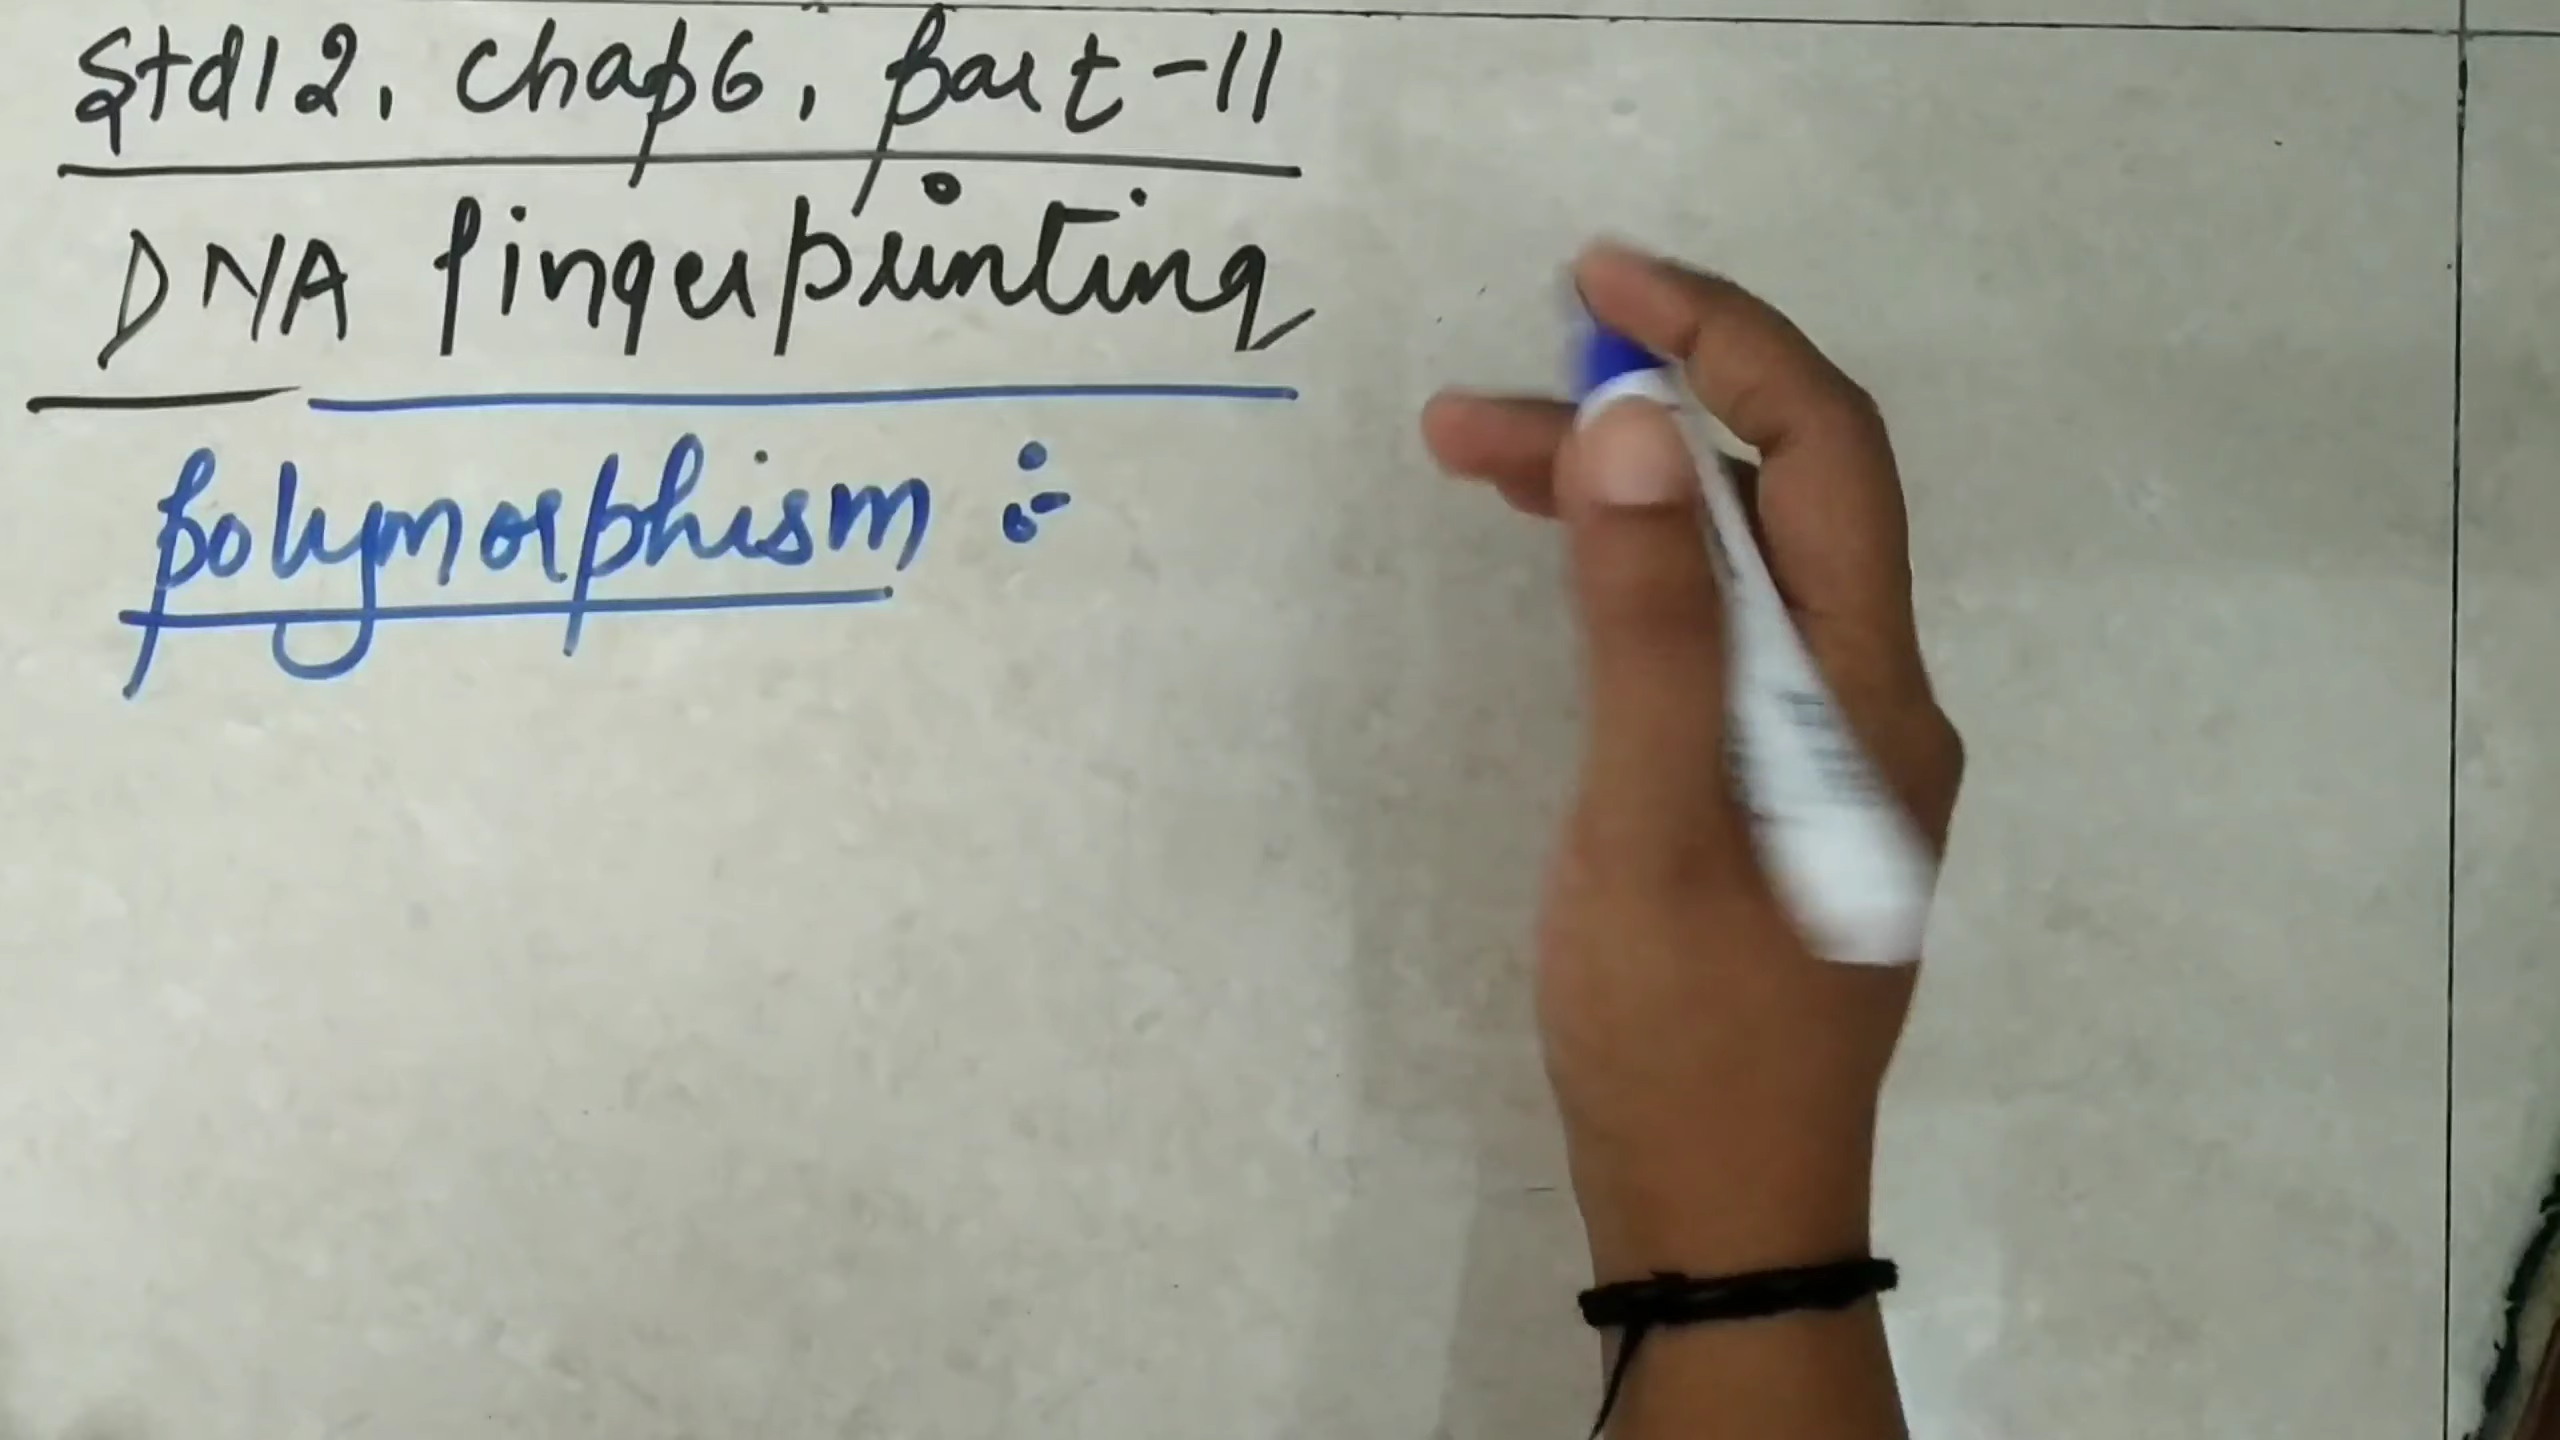 Std12, Chap6, part-11
DNA fingerprinting
polymorphism :-